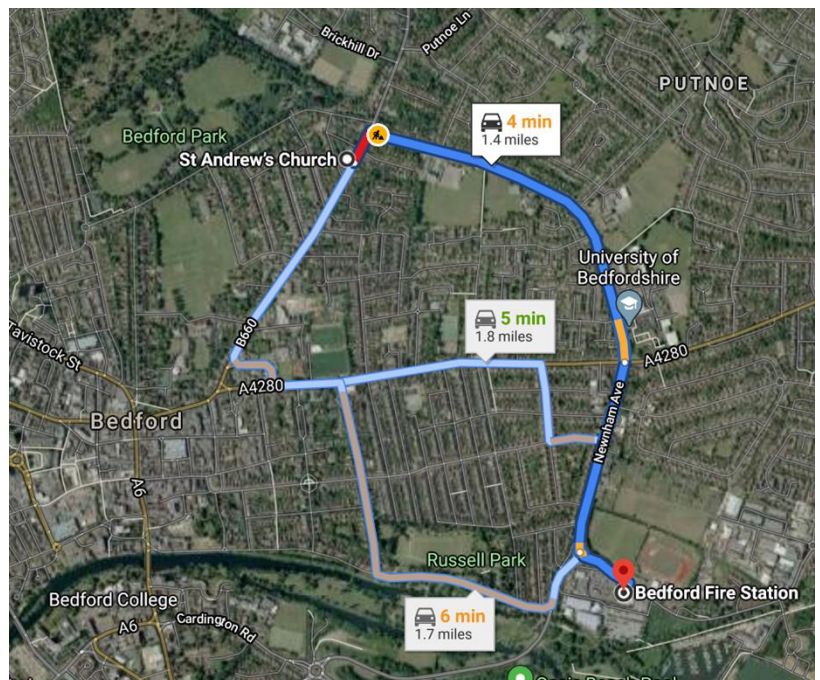 Brickhill Dr
Putnoe Ln
PUTNOE
Bedford Park
4 min
1.4 miles
St Andrew's Church
University of
Bedfordshire
5 min
1.8 miles
B660
Tavistock St
A4280
A4280
Bedford
Newnham Ave
A6
Russell Park
Bedford Fire Station
Bedford College
6 min
1.7 miles
A6
Cardington Rd